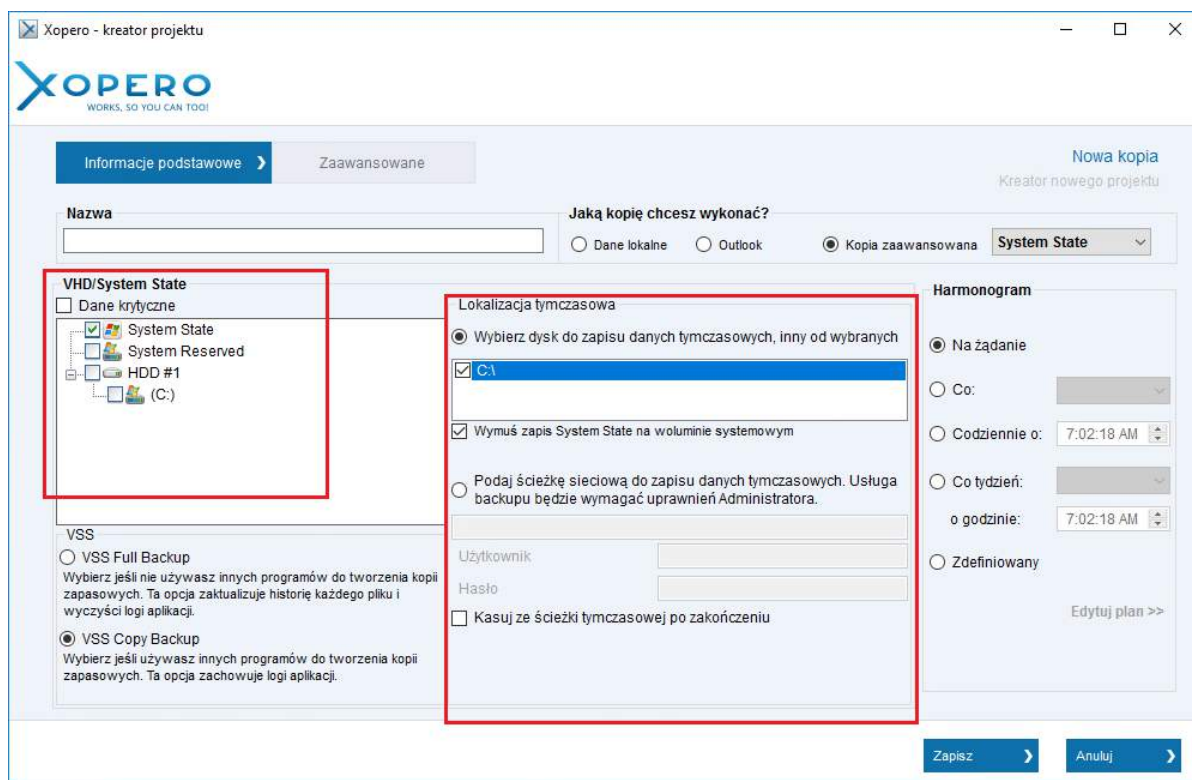 Xopero - kreator projektu
XOPERO
WORKS, SO YOU CAN TOO!
Informacje podstawowe
Zaawansowane
Nowa kopia
Kreator nowego projektu
Nazwa
Jaką kopię chcesz wykonać?
Dane lokalne
Outlook
Kopia zaawansowana
System State
VHD/System State
Dane krytyczne
System State
System Reserved
HDD #1
(C:)
VSS
VSS Full Backup
Wybierz jeśli nie używasz innych programów do tworzenia kopii
zapasowych. Ta opcja zaktualizuje historię każdego pliku i
wyczyści logi aplikacji.
VSS Copy Backup
Wybierz jeśli używasz innych programów do tworzenia kopii
zapasowych. Ta opcja zachowuje logi aplikacji.
Lokalizacja tymczasowa
Wybierz dysk do zapisu danych tymczasowych, inny od wybranych
C:\
Wymuś zapis System State na woluminie systemowym
Podaj ścieżkę sieciową do zapisu danych tymczasowych. Usługa
backupu będzie wymagać uprawnień Administratora.
Użytkownik
Hasło
Kasuj ze ścieżki tymczasowej po zakończeniu
Harmonogram
Na żądanie
Co:
Codziennie o:
7:02:18 AM
Co tydzień:
o godzinie:
7:02:18 AM
Zdefiniowany
Edytuj plan >>
Zapisz
Anuluj